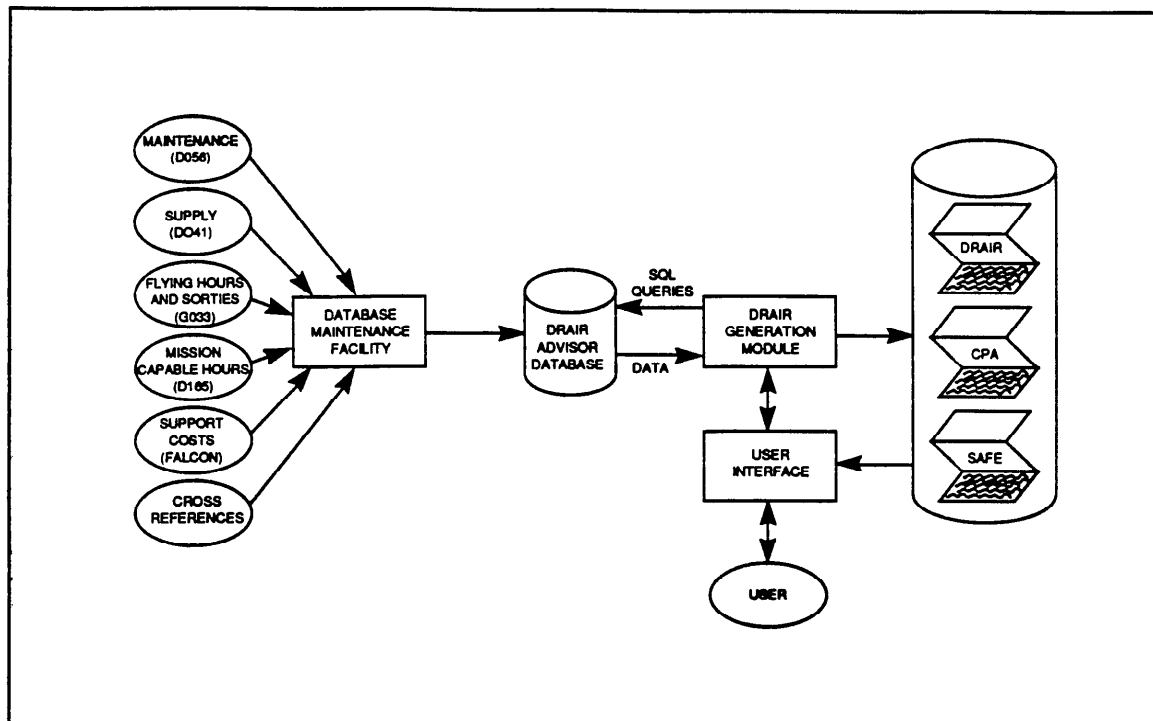 MAINTENANCE
(D056)
SUPPLY
(DO41)
FLYING HOURS
AND SORTIES
(G033)
MISSION
CAPABLE HOURS
(D165)
SUPPORT
COSTS
(FALCON)
CROSS
REFERENCES
DATABASE
MAINTENANCE
FACILITY
DRAIR
ADVISOR
DATABASE
SQL
QUERIES
DATA
DRAIR
GENERATION
MODULE
USER
INTERFACE
USER
DRAIR
CPA
SAFE